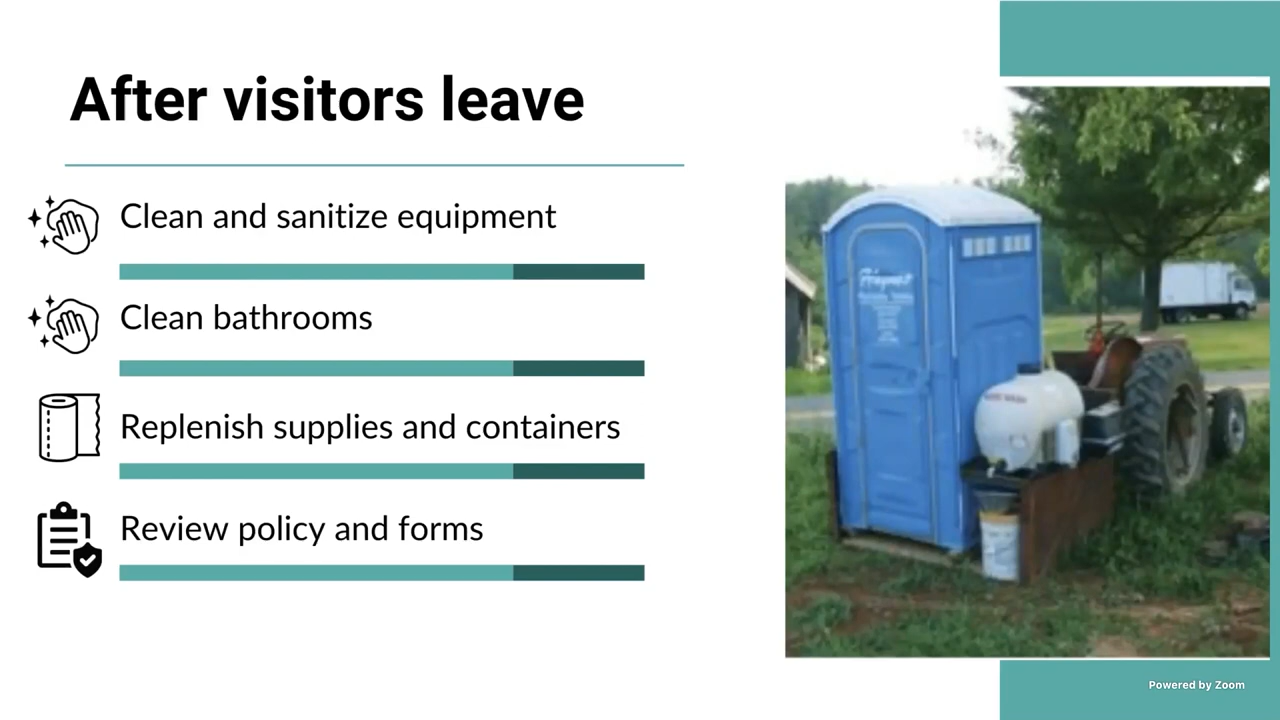 After visitors leave
Clean and sanitize equipment
Clean bathrooms
Replenish supplies and containers
Review policy and forms
Powered by Zoom